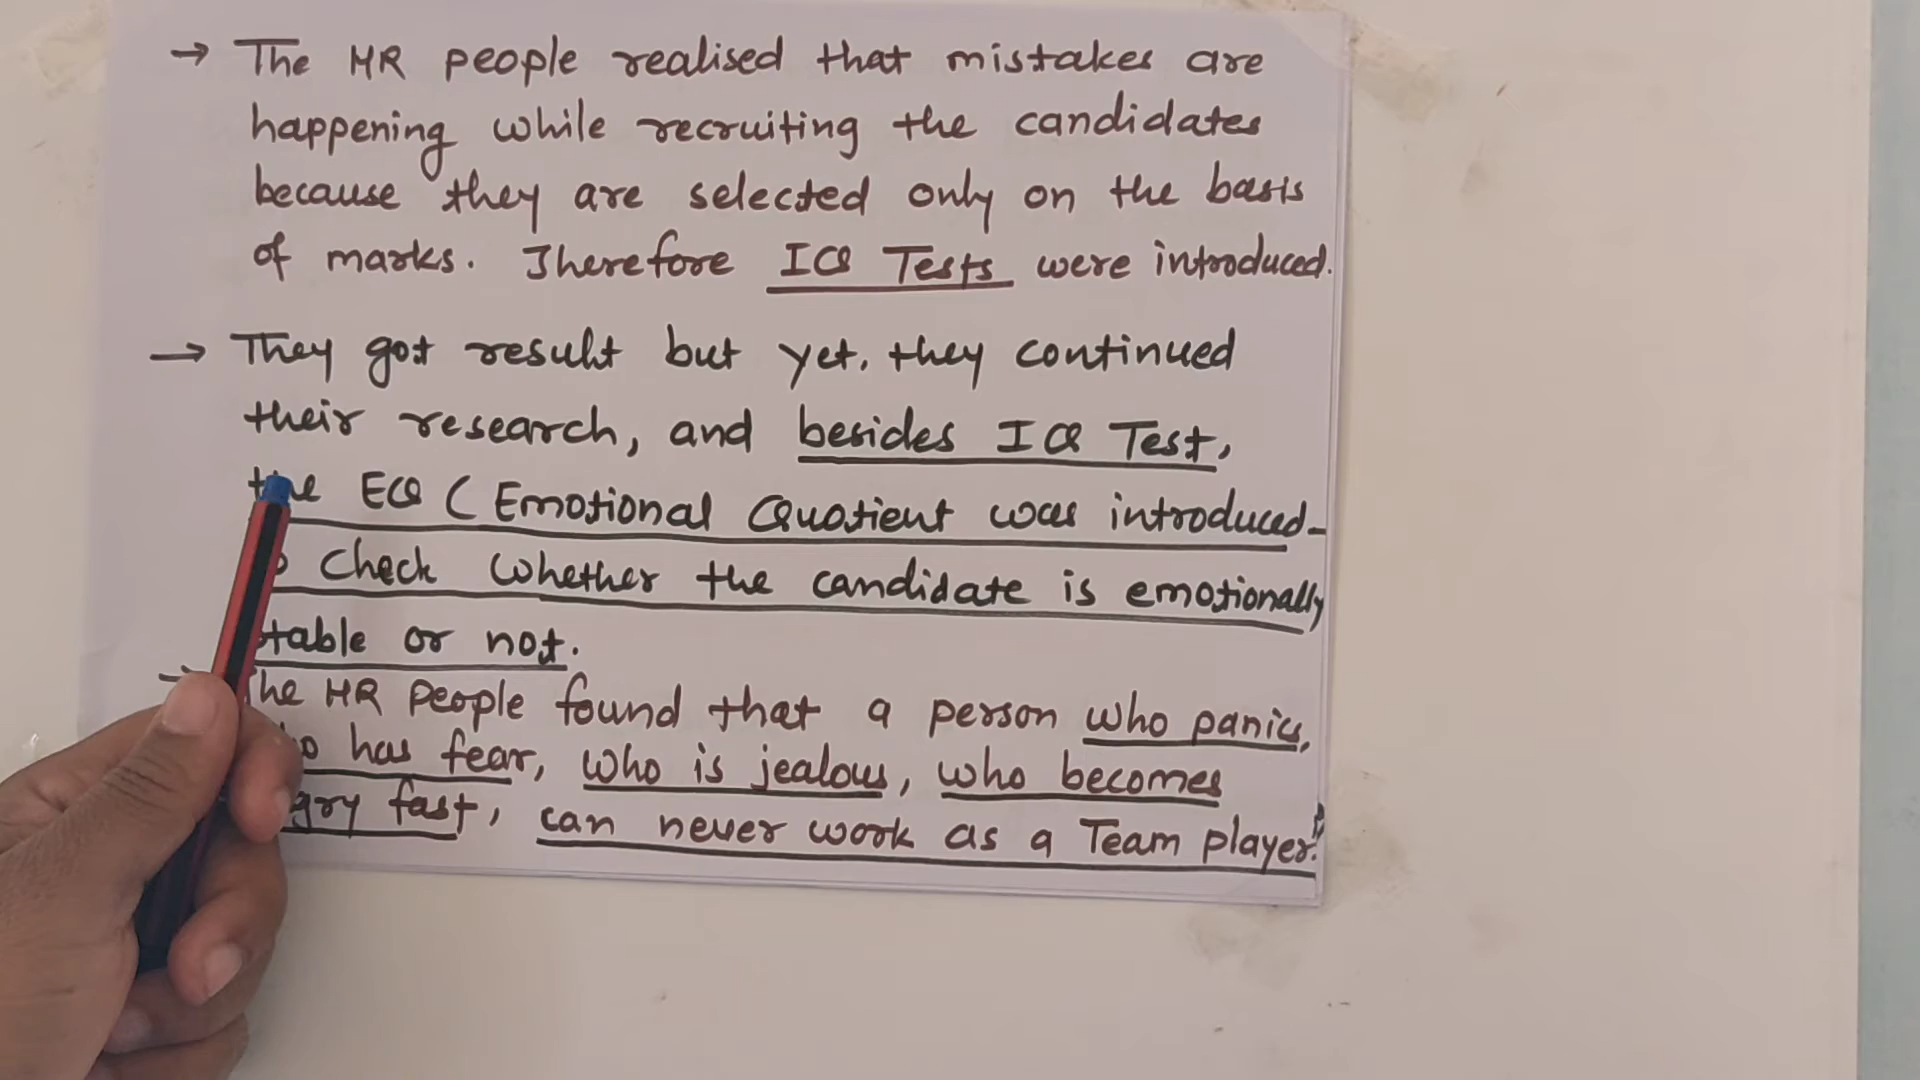 → The HR people realised that mistakes are
happening while recruiting the candidates
because they are selected only on the basis
of marks. Therefore IQ Tests were introduced.
→ They got result but yet, they continued
their research, and besides IQ Test,
the EQ (Emotional Quotient was introduced-
check whether the candidate is emotionally
stable or not.
→ The HR people found that a person who panics,
has fear, who is jealous, who becomes
fast, can never work as a Team player.